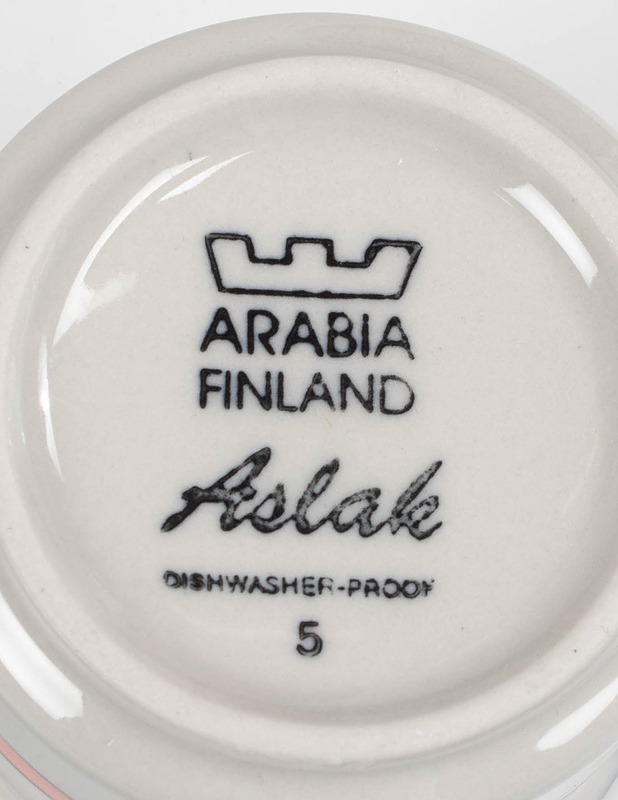 ARABIA
FINLAND
Aslak
DISHWASHER-PROOF
5